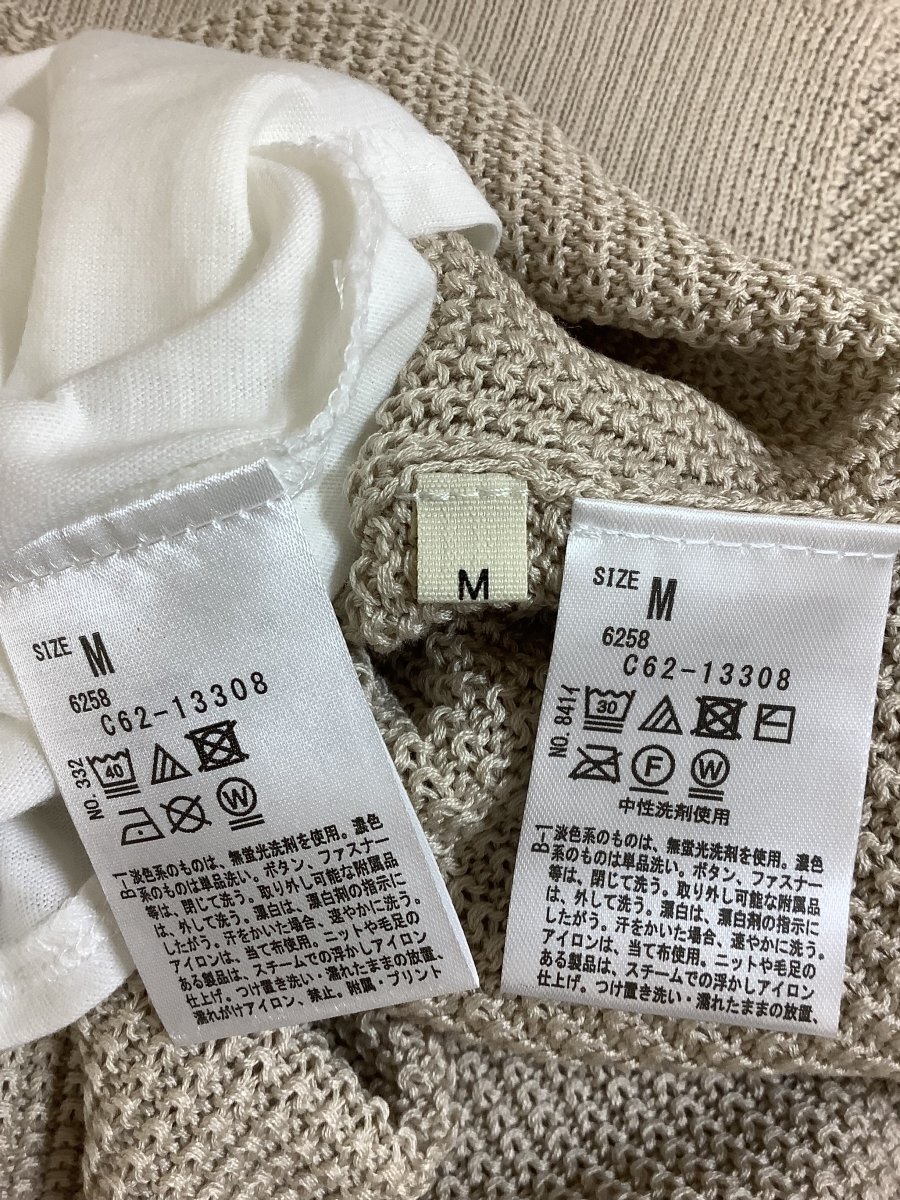 SIZE M
6258
C62-13308
NO. 332
40
W
B-1
淡色系のものは、無蛍光洗剤を使用。濃色
系のものは単品洗い。ボタン、ファスナー
等は、閉じて洗う。取り外し可能な附属品
は、外して洗う。漂白は、漂白剤の指示に
したがう。汗をかいた場合、速やかに洗う。
アイロンは、当て布使用。ニットや毛足の
ある製品は、スチームでの浮かしアイロン
仕上げ。つけ置き洗い・濡れたままの放置、
濡れがけアイロン、禁止。附属・プリント
M
SIZE M
6258
C62-13308
NO. 841イ
30
F W
中性洗剤使用
B-1
淡色系のものは、無蛍光洗剤を使用。濃色
系のものは単品洗い。ボタン、ファスナー
等は、閉じて洗う。取り外し可能な附属品
は、外して洗う。漂白は、漂白剤の指示に
したがう。汗をかいた場合、速やかに洗う。
アイロンは、当て布使用。ニットや毛足の
ある製品は、スチームでの浮かしアイロン
仕上げ。つけ置き洗い・濡れたままの放置、